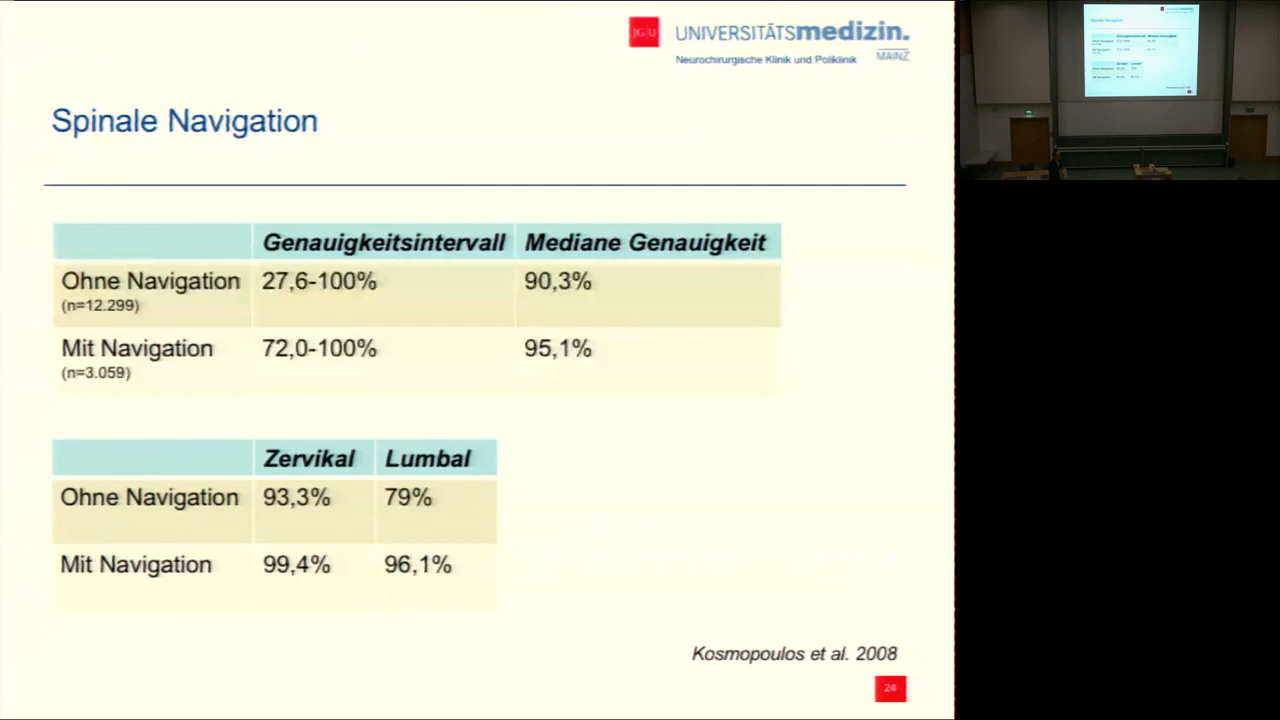 JG|U UNIVERSITÄTSmedizin.
Neurochirurgische Klinik und Poliklinik MAINZ
Spinale Navigation
Genauigkeitsintervall Mediane Genauigkeit
Ohne Navigation 27,6-100% 90,3%
(n=12.299)
Mit Navigation 72,0-100% 95,1%
(n=3.059)
Zervikal Lumbal
Ohne Navigation 93,3% 79%
Mit Navigation 99,4% 96,1%
Kosmopoulos et al. 2008
24